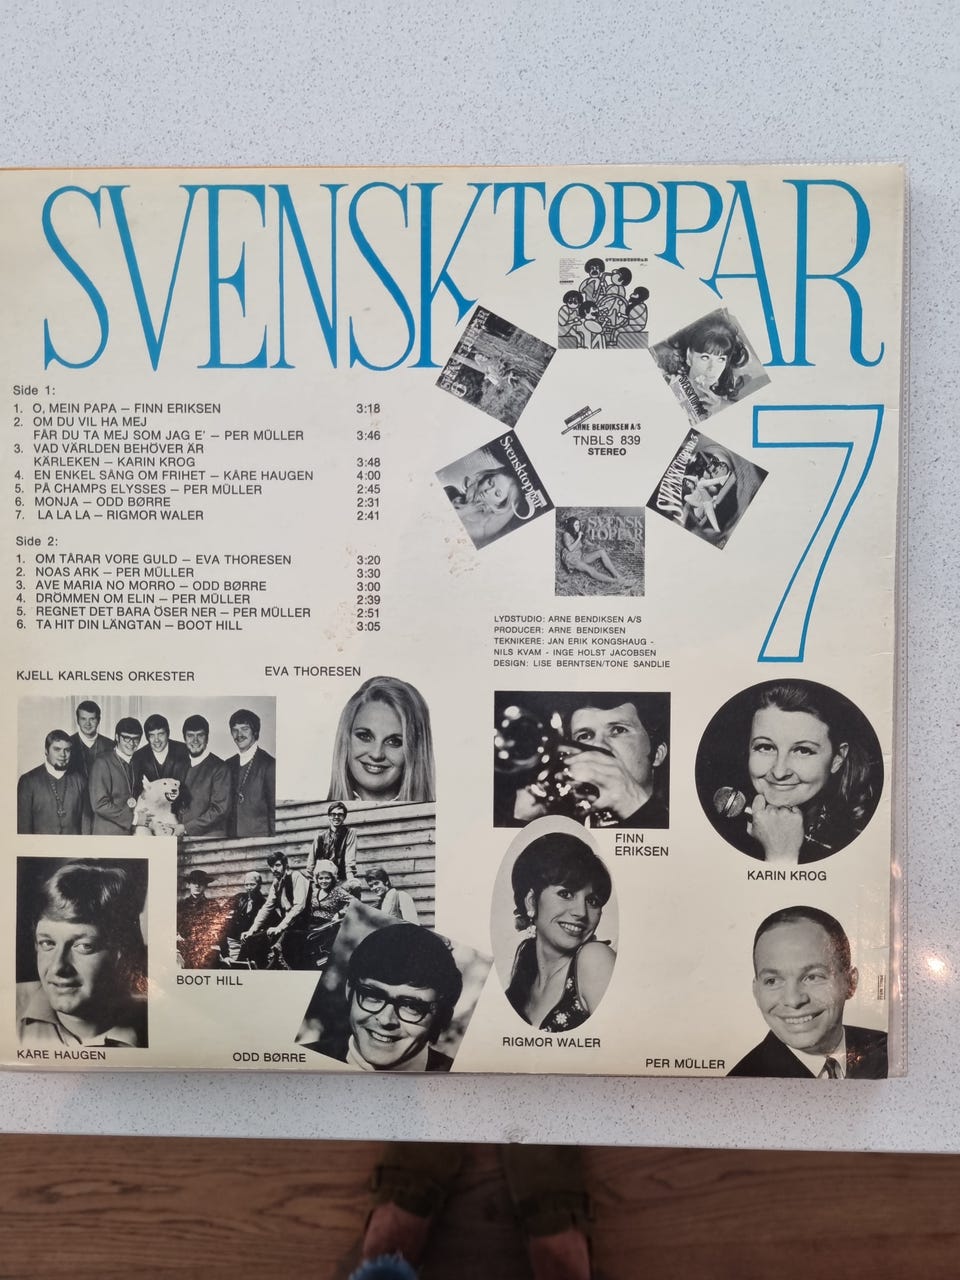 SVENSKTOPPAR
7
Side 1:
1. O, MEIN PAPA – FINN ERIKSEN 3:18
2. OM DU VIL HA MEJ
FÅR DU TA MEJ SOM JAG E' – PER MÜLLER 3:46
3. VAD VÄRLDEN BEHÖVER ÄR
KÄRLEKEN – KARIN KROG 3:48
4. EN ENKEL SÅNG OM FRIHET – KÅRE HAUGEN 4:00
5. PÅ CHAMPS ELYSSES – PER MÜLLER 2:45
6. MONJA – ODD BØRRE 2:31
7. LA LA LA – RIGMOR WALER 2:41
Side 2:
1. OM TÅRAR VORE GULD – EVA THORESEN 3:20
2. NOAS ARK – PER MÜLLER 3:30
3. AVE MARIA NO MORRO – ODD BØRRE 3:00
4. DRÖMMEN OM ELIN – PER MÜLLER 2:39
5. REGNET DET BARA ÖSER NER – PER MÜLLER 2:51
6. TA HIT DIN LÄNGTAN – BOOT HILL 3:05
SVENSKTOPPAR
Svensktoppar
SVENSKTOPPAR 3
SVENSK
TOPPAR
ARNE BENDIKSEN A/S
TNBLS 839
STEREO
LYDSTUDIO: ARNE BENDIKSEN A/S
PRODUCER: ARNE BENDIKSEN
TEKNIKERE: JAN ERIK KONGSHAUG -
NILS KVAM - INGE HOLST JACOBSEN
DESIGN: LISE BERNTSEN/TONE SANDLIE
KJELL KARLSENS ORKESTER
EVA THORESEN
FINN
ERIKSEN
KARIN KROG
BOOT HILL
KÅRE HAUGEN
ODD BØRRE
RIGMOR WALER
PER MÜLLER